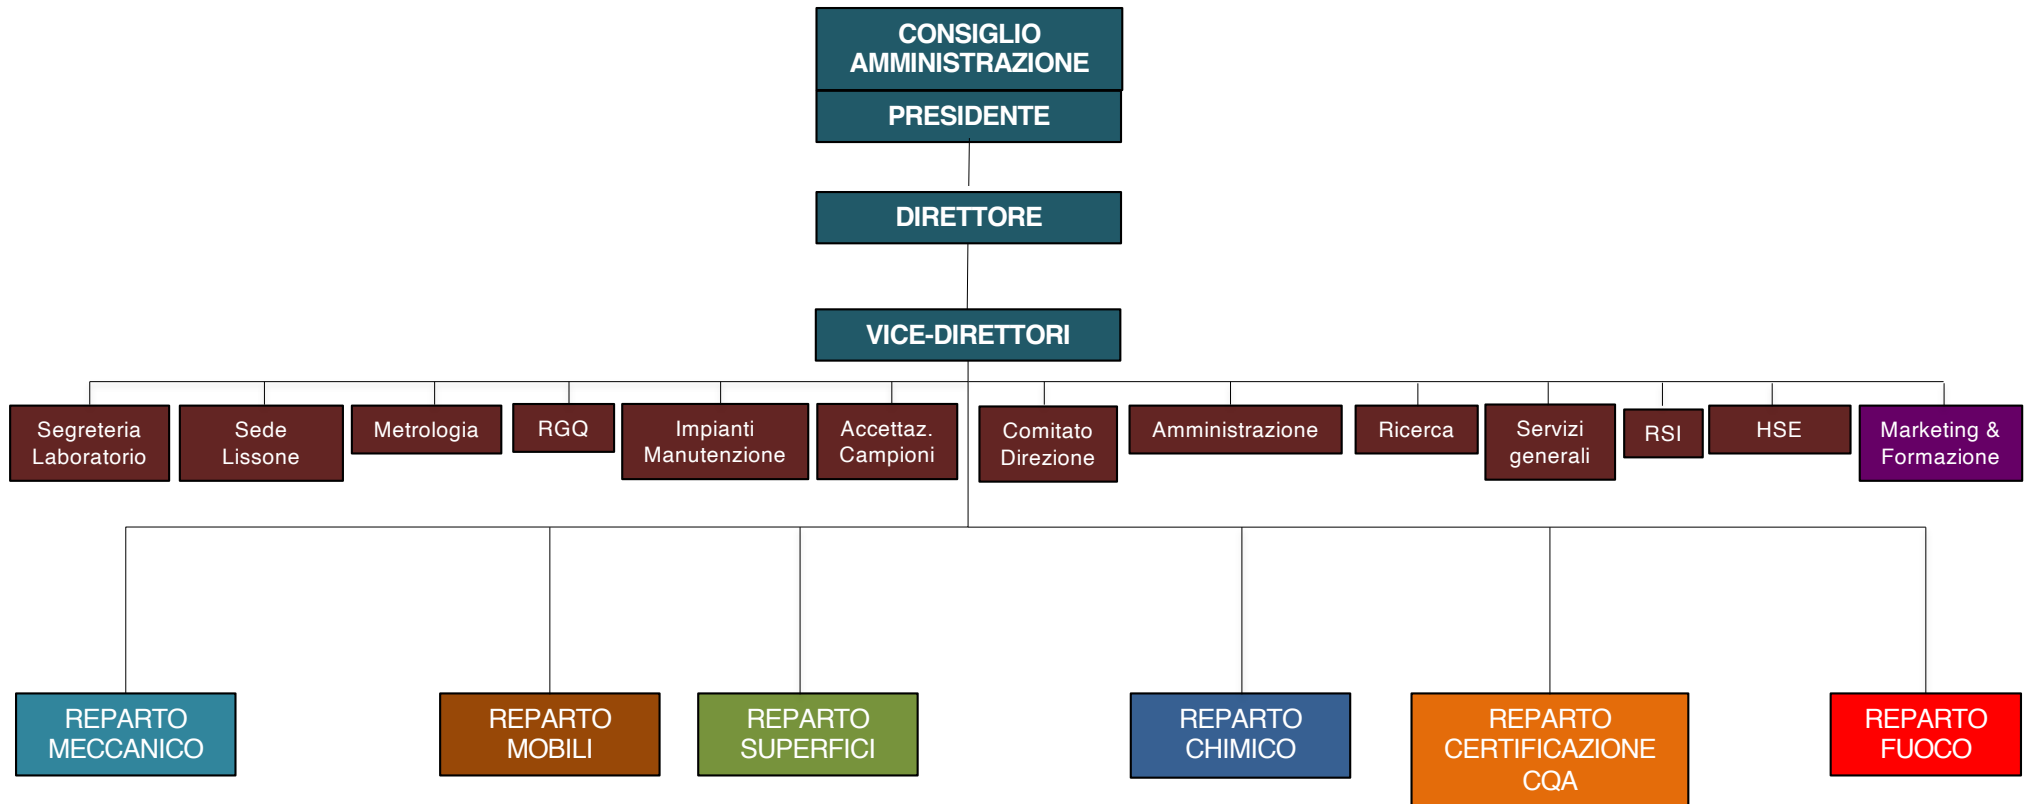 CONSIGLIO
AMMINISTRAZIONE
PRESIDENTE
DIRETTORE
VICE-DIRETTORI
Segreteria
Laboratorio
Sede
Lissone
Metrologia
RGQ
Impianti
Manutenzione
Accettaz.
Campioni
Comitato
Direzione
Amministrazione
Ricerca
Servizi
generali
RSI
HSE
Marketing &
Formazione
REPARTO
MECCANICO
REPARTO
MOBILI
REPARTO
SUPERFICI
REPARTO
CHIMICO
REPARTO
CERTIFICAZIONE
CQA
REPARTO
FUOCO